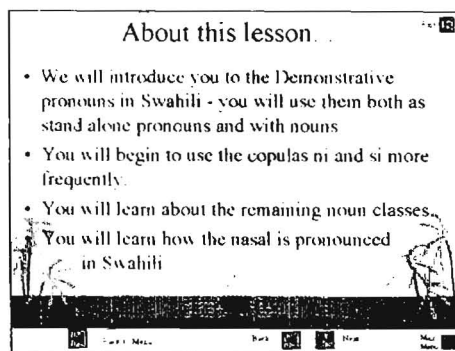 About this lesson...
• We will introduce you to the Demonstrative
pronouns in Swahili - you will use them both as
stand alone pronouns and with nouns
• You will begin to use the copulas ni and si more
frequently.
• You will learn about the remaining noun classes.
You will learn how the nasal is pronounced
in Swahili
Menu
Back
Next
Menu